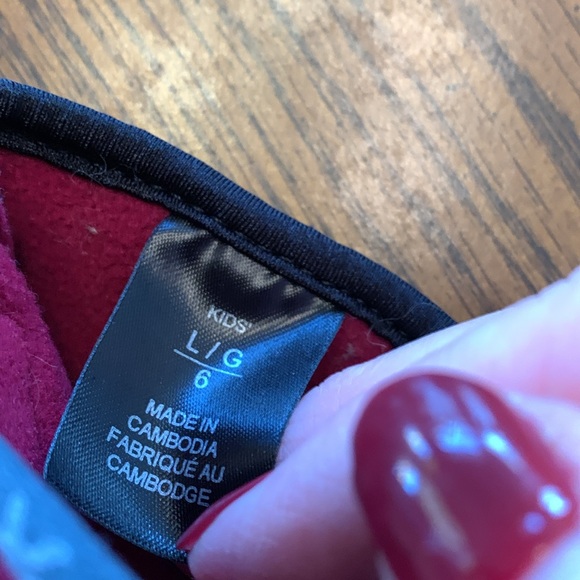 KIDS'
L/G
6
MADE IN
CAMBODIA
FABRIQUÉ AU
CAMBODGE